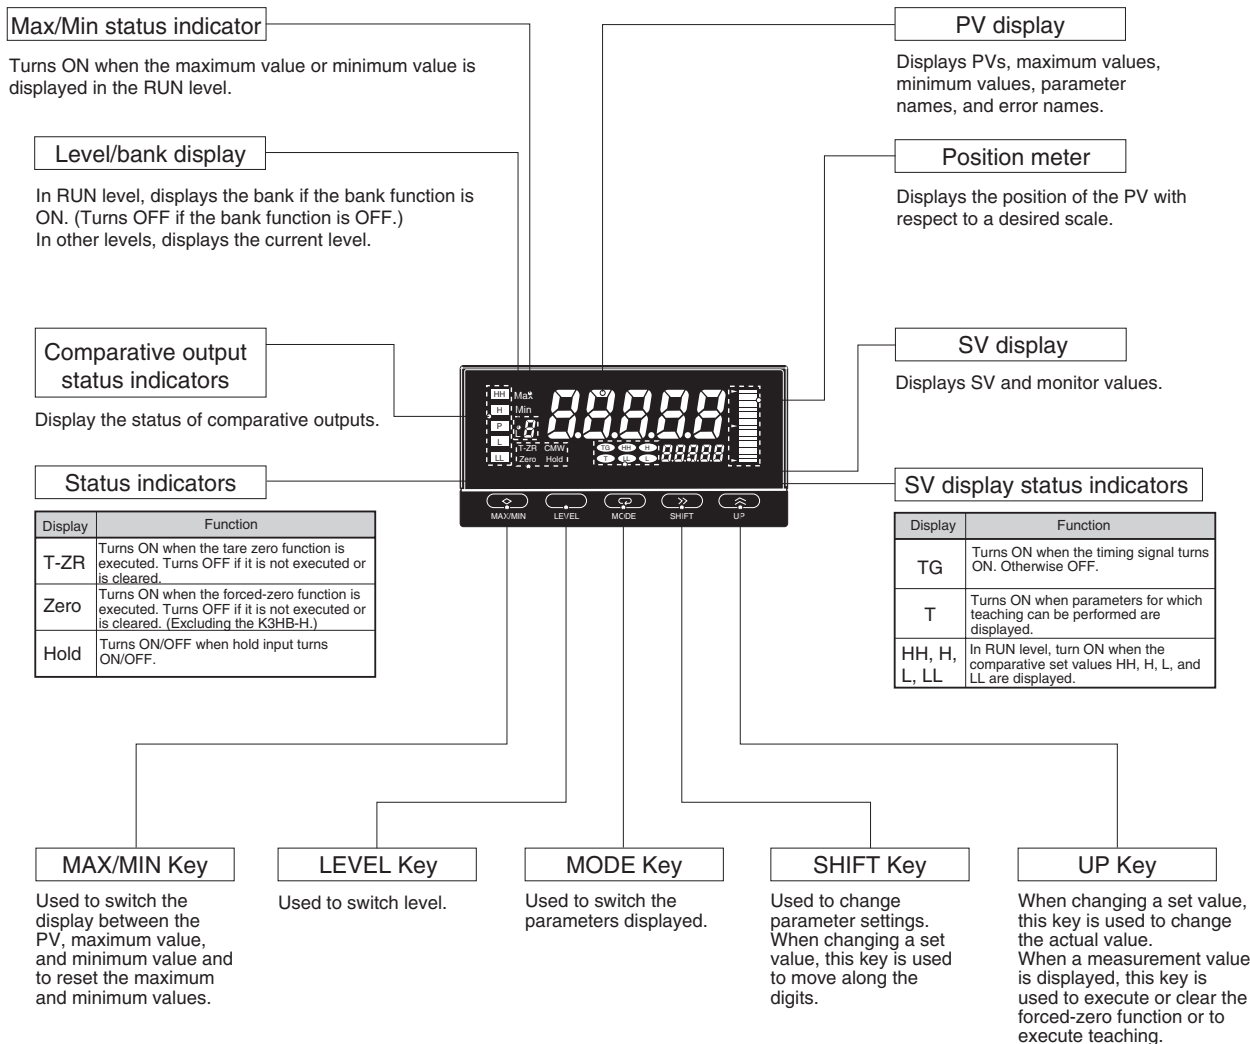 Max/Min status indicator
Turns ON when the maximum value or minimum value is
displayed in the RUN level.
Level/bank display
In RUN level, displays the bank if the bank function is
ON. (Turns OFF if the bank function is OFF.)
In other levels, displays the current level.
Comparative output
status indicators
Display the status of comparative outputs.
Status indicators
Display Function
T-ZR Turns ON when the tare zero function is
executed. Turns OFF if it is not executed or
is cleared.
Zero Turns ON when the forced-zero function is
executed. Turns OFF if it is not executed or
is cleared. (Excluding the K3HB-H.)
Hold Turns ON/OFF when hold input turns
ON/OFF.
PV display
Displays PVs, maximum values,
minimum values, parameter
names, and error names.
Position meter
Displays the position of the PV with
respect to a desired scale.
SV display
Displays SV and monitor values.
SV display status indicators
Display Function
TG Turns ON when the timing signal turns
ON. Otherwise OFF.
T Turns ON when parameters for which
teaching can be performed are
displayed.
HH, H,
L, LL
In RUN level, turn ON when the
comparative set values HH, H, L, and
LL are displayed.
HH Max
H Min
P
L
LL
8.8.8.8.8
8
T-ZR CMW
Zero Hold
TG HH H
T LL L
8.8.8.8.8
MAX/MIN LEVEL MODE SHIFT UP
MAX/MIN Key
Used to switch the
display between the
PV, maximum value,
and minimum value and
to reset the maximum
and minimum values.
LEVEL Key
Used to switch level.
MODE Key
Used to switch the
parameters displayed.
SHIFT Key
Used to change
parameter settings.
When changing a set
value, this key is used
to move along the
digits.
UP Key
When changing a set value,
this key is used to change
the actual value.
When a measurement value
is displayed, this key is
used to execute or clear the
forced-zero function or to
execute teaching.